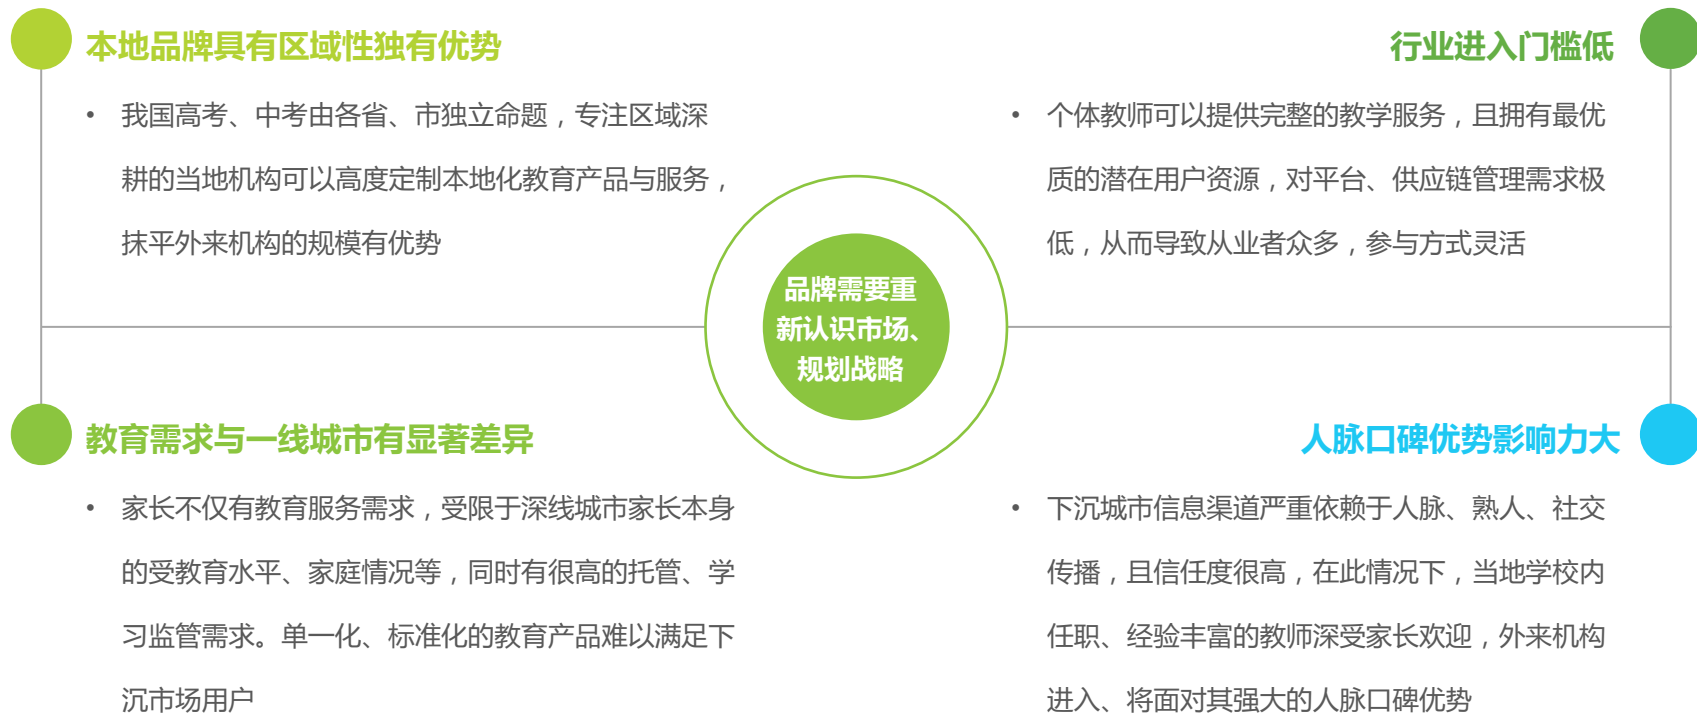 本地品牌具有区域性独有优势
• 我国高考、中考由各省、市独立命题，专注区域深
耕的当地机构可以高度定制本地化教育产品与服务，
抹平外来机构的规模有优势
行业进入门槛低
• 个体教师可以提供完整的教学服务，且拥有最优
质的潜在用户资源，对平台、供应链管理需求极
低，从而导致从业者众多，参与方式灵活
品牌需要重
新认识市场、
规划战略
教育需求与一线城市有显著差异
• 家长不仅有教育服务需求，受限于深线城市家长本身
的受教育水平、家庭情况等，同时有很高的托管、学
习监管需求。单一化、标准化的教育产品难以满足下
沉市场用户
人脉口碑优势影响力大
• 下沉城市信息渠道严重依赖于人脉、熟人、社交
传播，且信任度很高，在此情况下，当地学校内
任职、经验丰富的教师深受家长欢迎，外来机构
进入、将面对其强大的人脉口碑优势